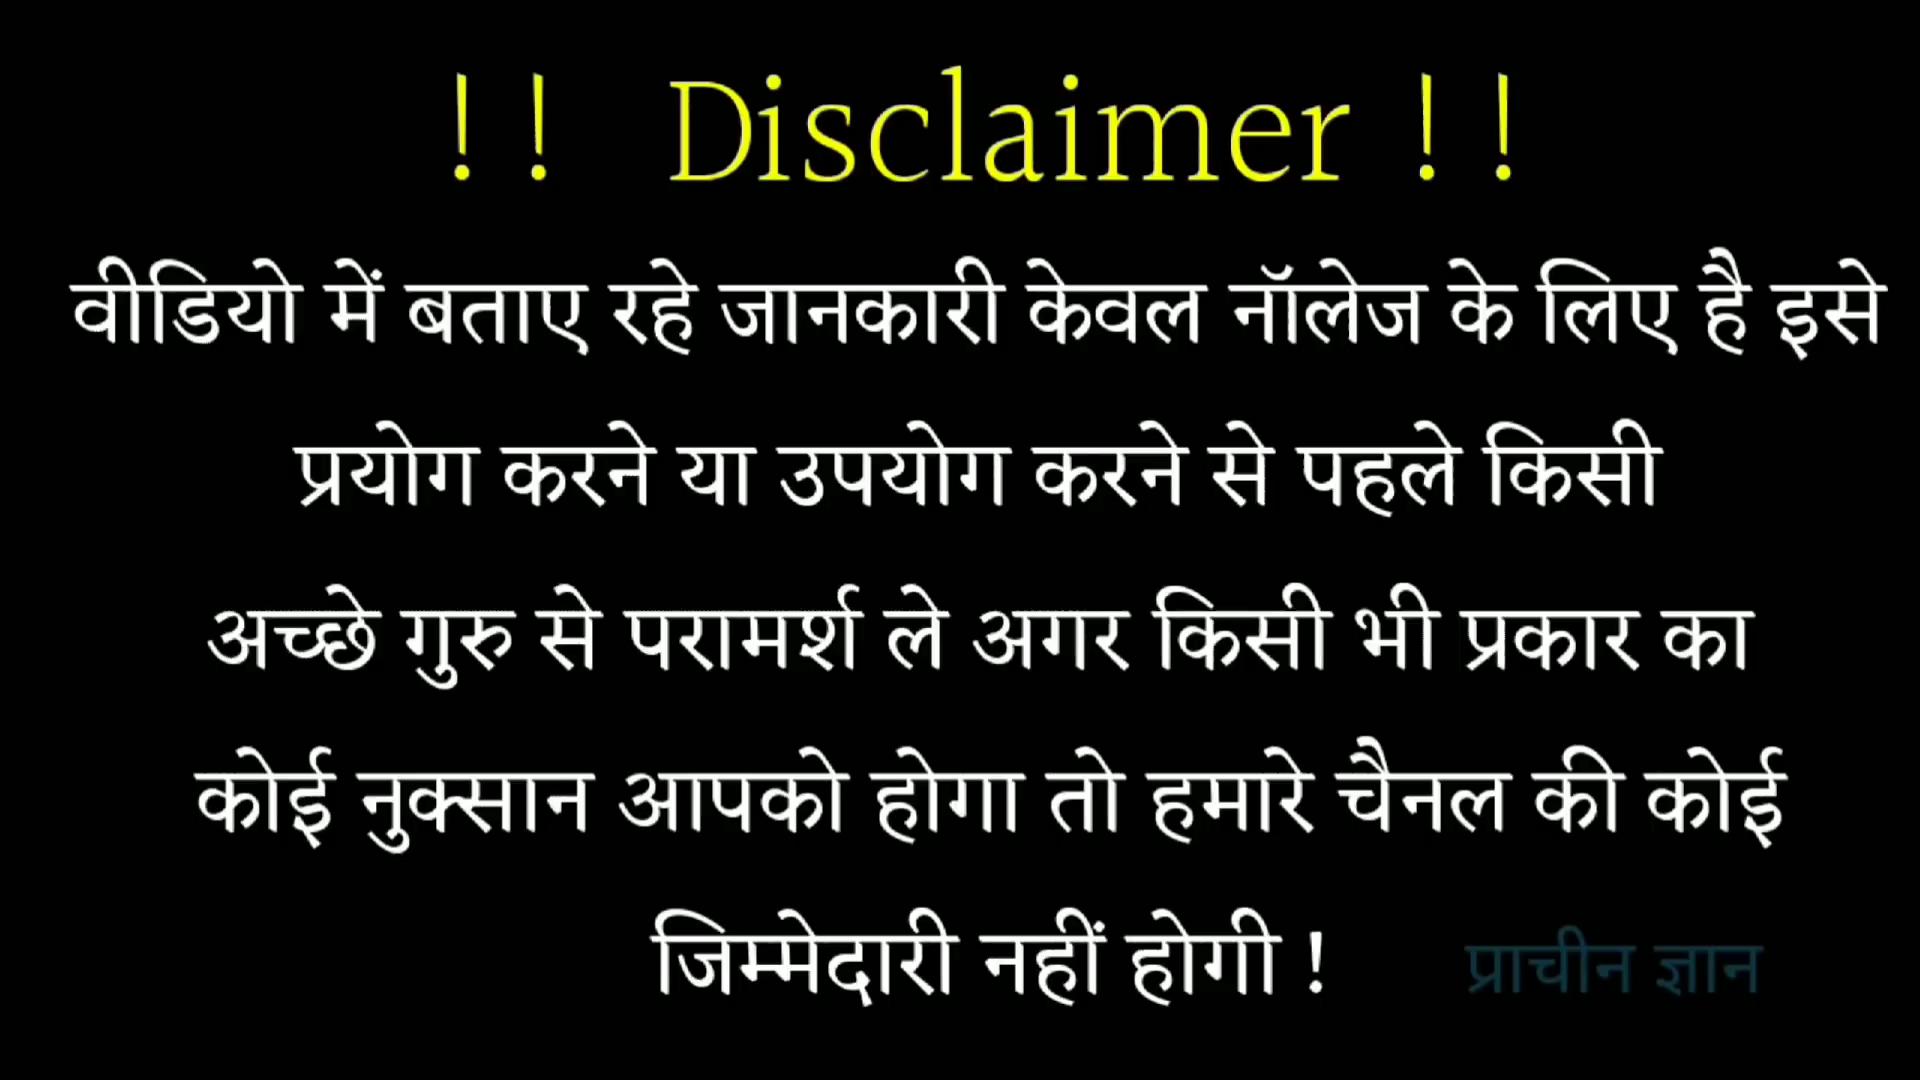 !! Disclaimer !!
वीडियो में बताए रहे जानकारी केवल नॉलेज के लिए है इसे
प्रयोग करने या उपयोग करने से पहले किसी
अच्छे गुरु से परामर्श ले अगर किसी भी प्रकार का
कोई नुक्सान आपको होगा तो हमारे चैनल की कोई
जिम्मेदारी नहीं होगी !
प्राचीन ज्ञान